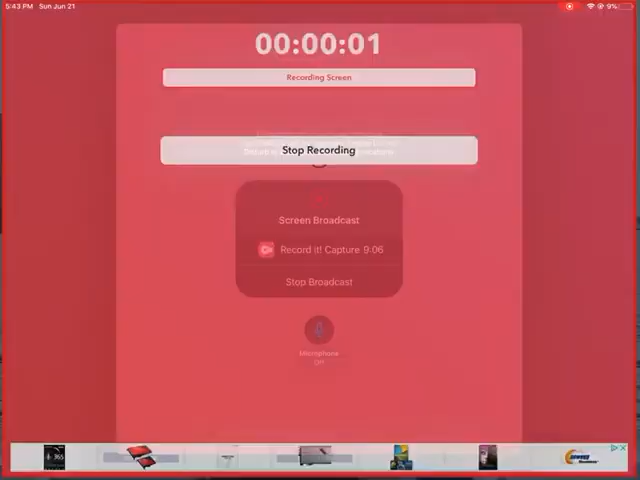 5:43 PM Sun Jun 21
9%
00:00:01
Recording Screen
Stop Recording
Screen Broadcast
Record it! Capture 9.06
Stop Broadcast
Microphone
Off
365